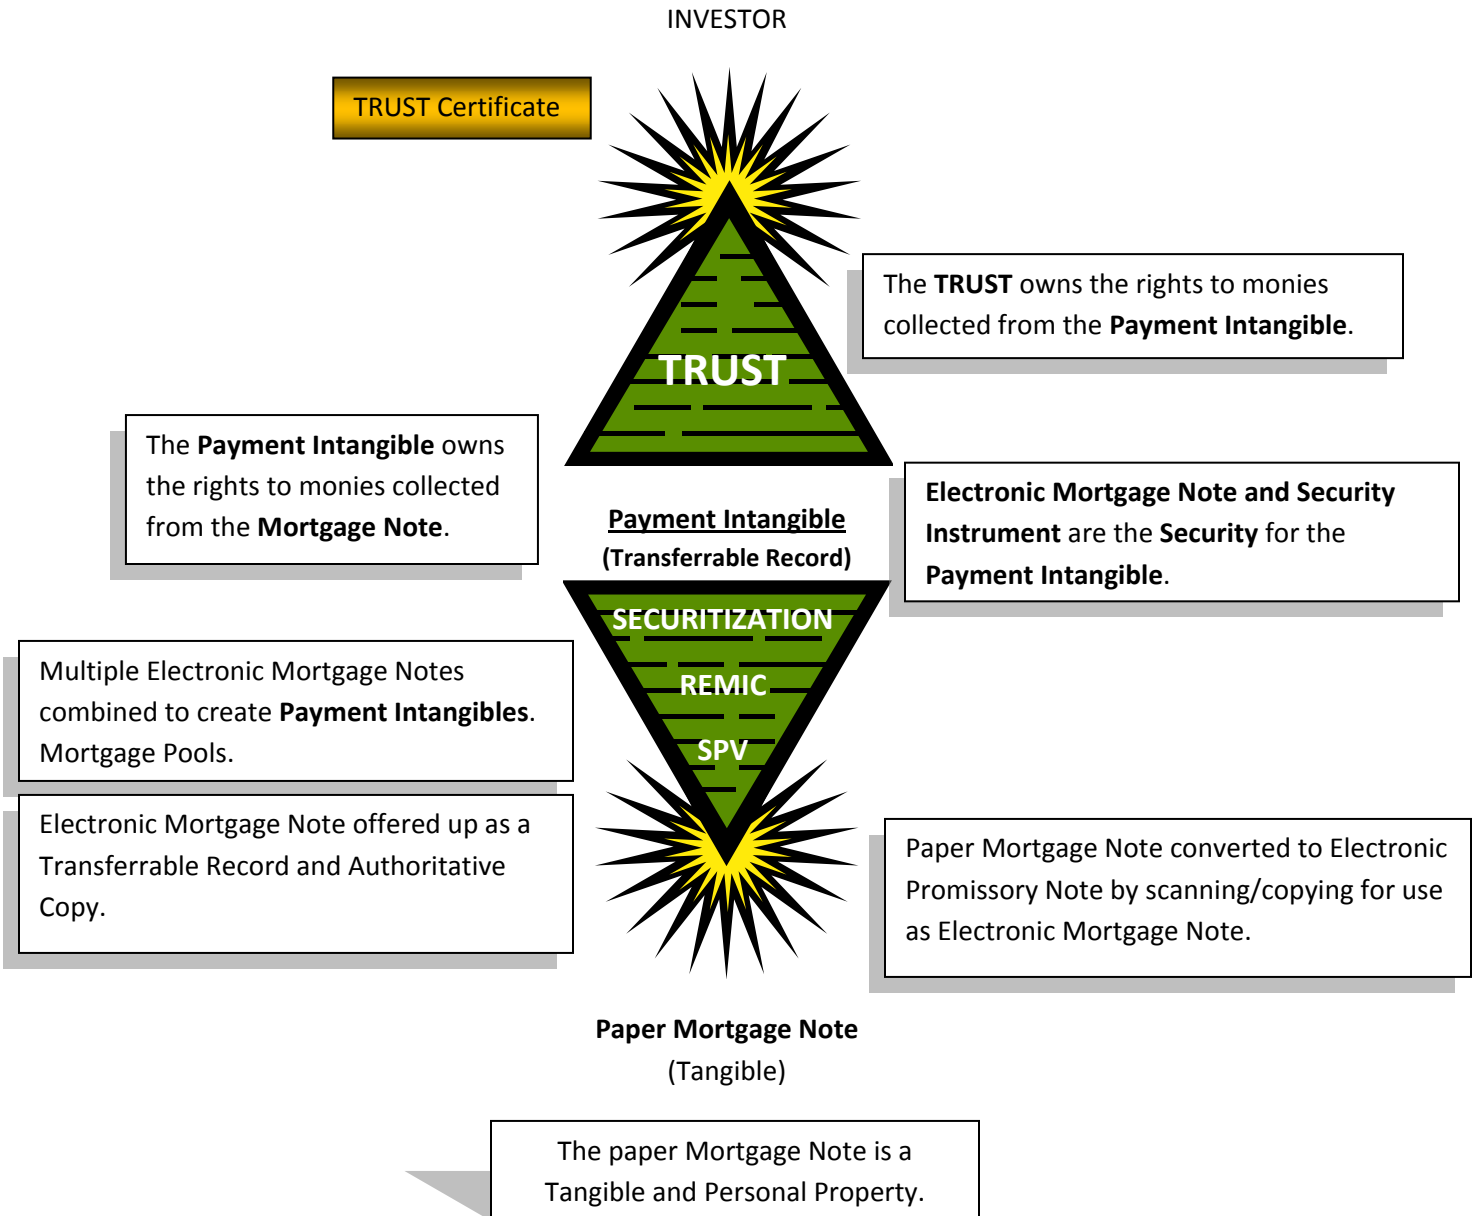 INVESTOR
TRUST Certificate
The TRUST owns the rights to monies
collected from the Payment Intangible.
TRUST
The Payment Intangible owns
the rights to monies collected
from the Mortgage Note.
Payment Intangible
(Transferrable Record)
Electronic Mortgage Note and Security
Instrument are the Security for the
Payment Intangible.
SECURITIZATION
REMIC
SPV
Multiple Electronic Mortgage Notes
combined to create Payment Intangibles.
Mortgage Pools.
Electronic Mortgage Note offered up as a
Transferrable Record and Authoritative
Copy.
Paper Mortgage Note converted to Electronic
Promissory Note by scanning/copying for use
as Electronic Mortgage Note.
Paper Mortgage Note
(Tangible)
The paper Mortgage Note is a
Tangible and Personal Property.